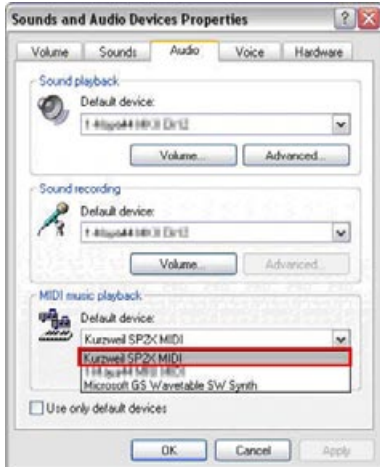 Sounds and Audio Devices Properties
Volume Sounds Audio Voice Hardware
Sound playback
Default device:
Volume... Advanced...
Sound recording
Default device:
Volume... Advanced...
MIDI music playback
Default device:
Kurzweil SP2X MIDI
Kurzweil SP2X MIDI
Microsoft GS Wavetable SW Synth
Use only default devices
OK Cancel Apply